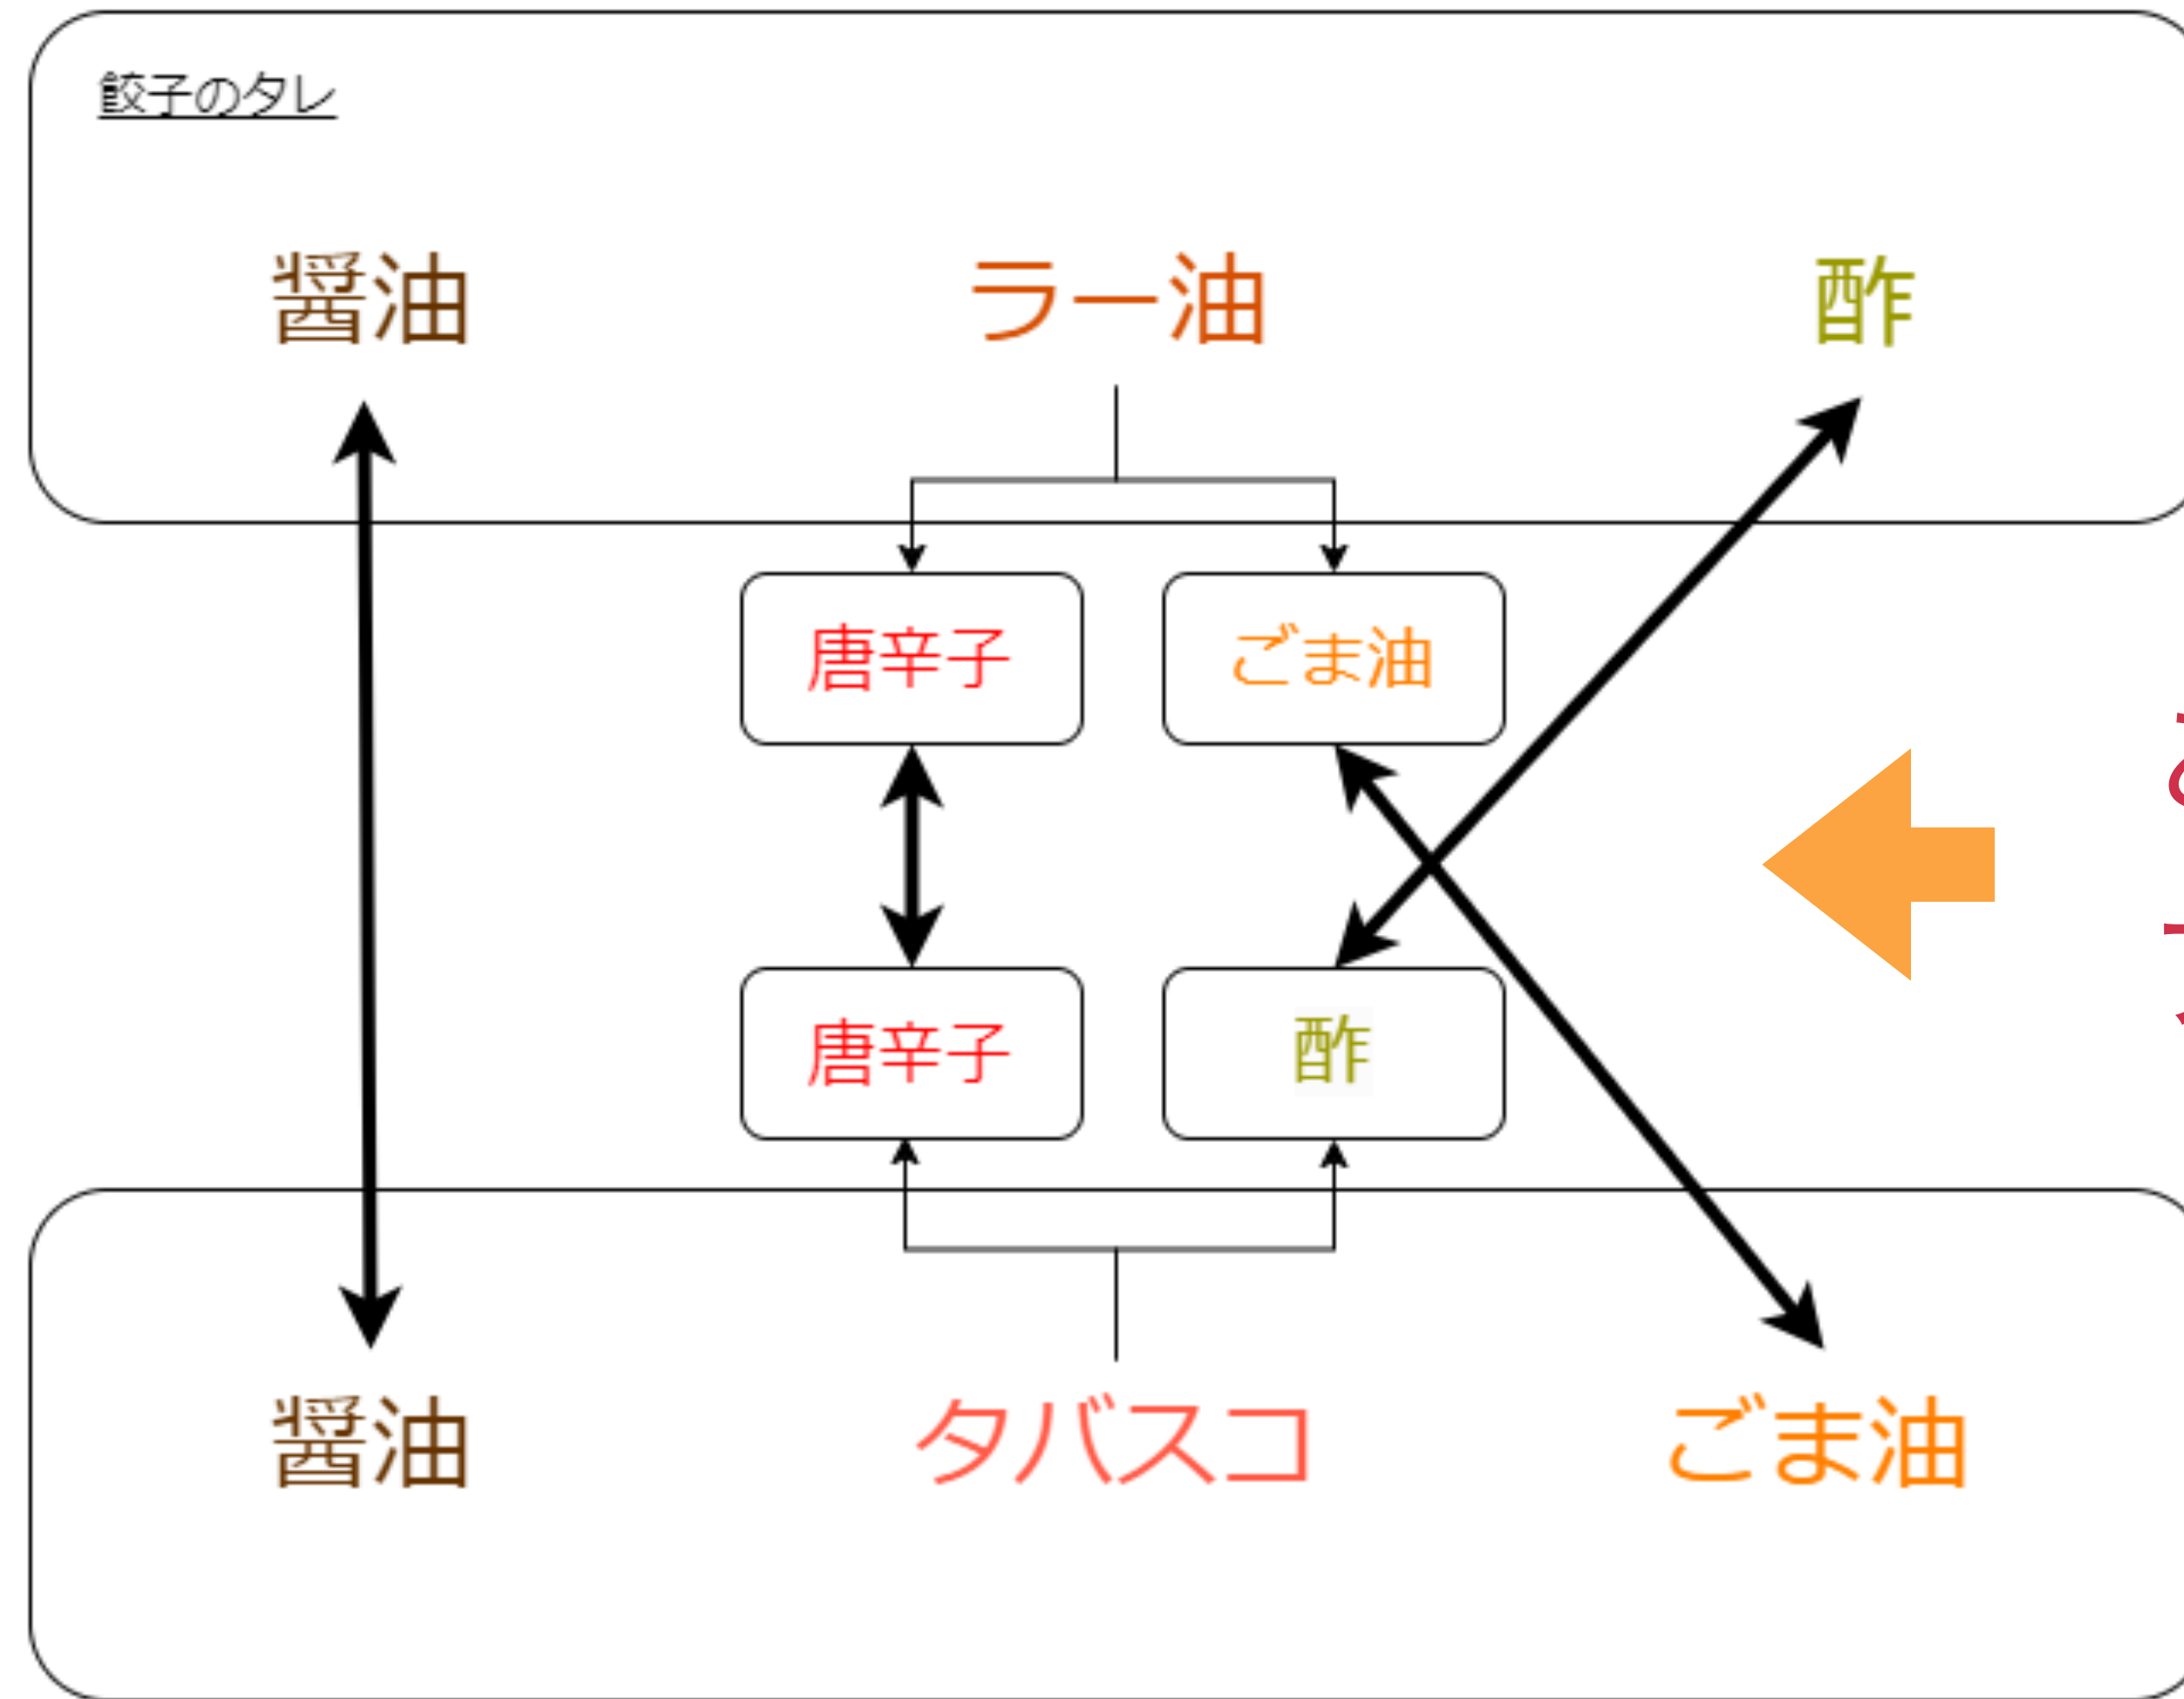 餃子のタレ
醤油 ラー油 酢
唐辛子 ごま油
唐辛子 酢
醤油 タバスコ ごま油